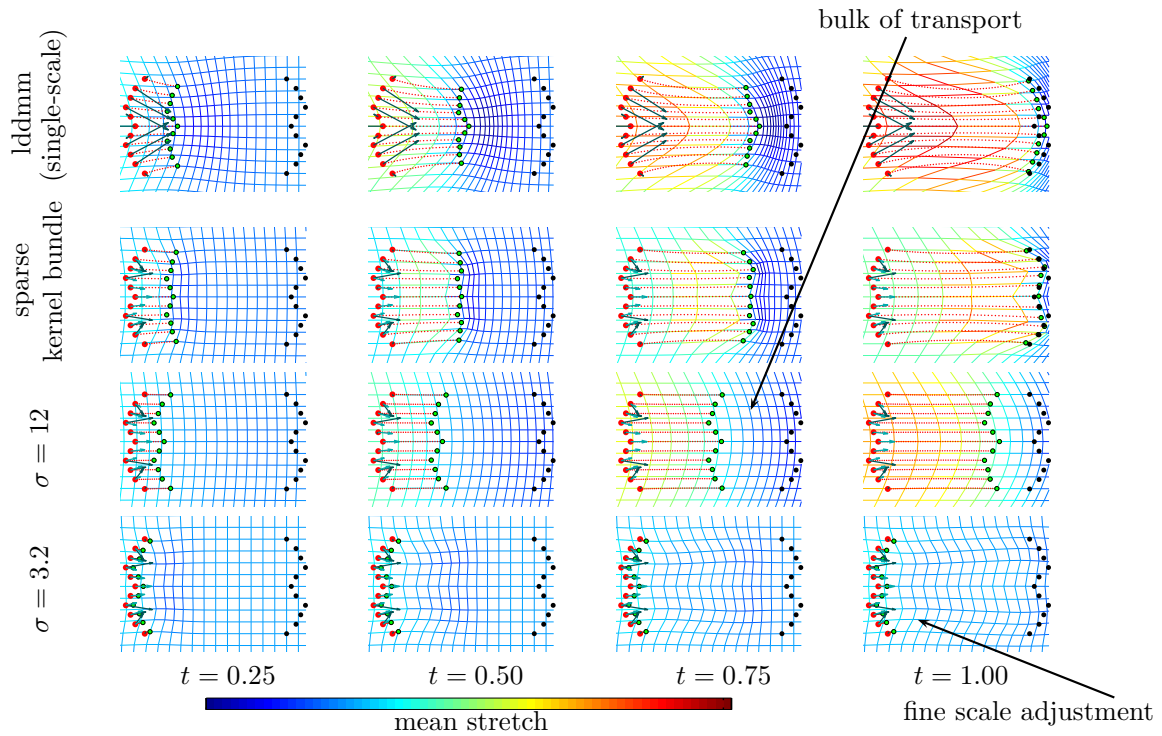 bulk of transport
lddmm
(single-scale)
sparse
kernel bundle
σ = 12
σ = 3.2
t = 0.25
t = 0.50
t = 0.75
t = 1.00
mean stretch
fine scale adjustment